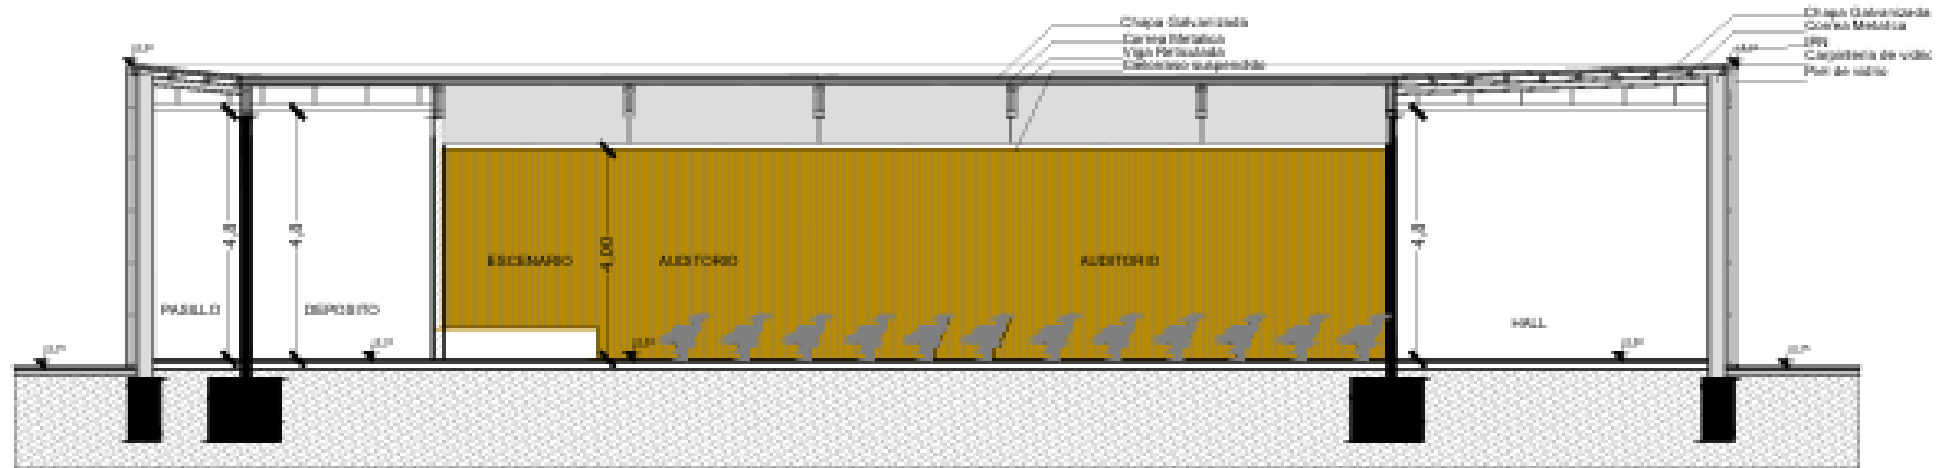 Chapa Galvanizada
Correa Metalica
Viga Reticulada
Cielorraso suspendido
Chapa Galvanizada
Correa Metalica
IPN
Carpinteria de vidrio
Piel de vidrio
4,5
4,5
4,00
4,5
ESCENARIO
AUDITORIO
AUDITORIO
PASILLO
DEPOSITO
HALL